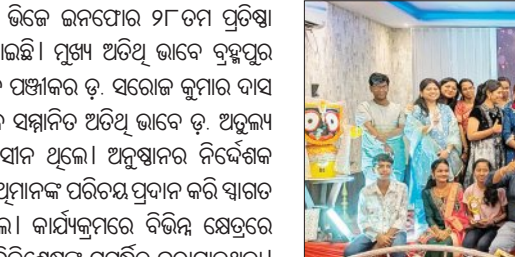 ଭିଜେ ଇନଫୋର ୨୮ତମ ପ୍ରତିଷ୍ଠା
ାଇଛି। ମୁଖ୍ୟ ଅତିଥି ଭାବେ ବ୍ରହ୍ମପୁର
ପଞ୍ଜୀକର ଡ଼. ସରୋଜ କୁମାର ଦାସ
ସମ୍ମାନିତ ଅତିଥି ଭାବେ ଡ଼. ଅତୁଲ୍ୟ
ସୀନ ଥିଲେ। ଅନୁଷ୍ଠାନର ନିର୍ଦ୍ଦେଶକ
ଥିମାନଙ୍କ ପରିଚୟ ପ୍ରଦାନ କରି ସ୍ୱାଗତ
ଲେ। କାର୍ଯ୍ୟକ୍ରମରେ ବିଭିନ୍ନ କ୍ଷେତ୍ରରେ